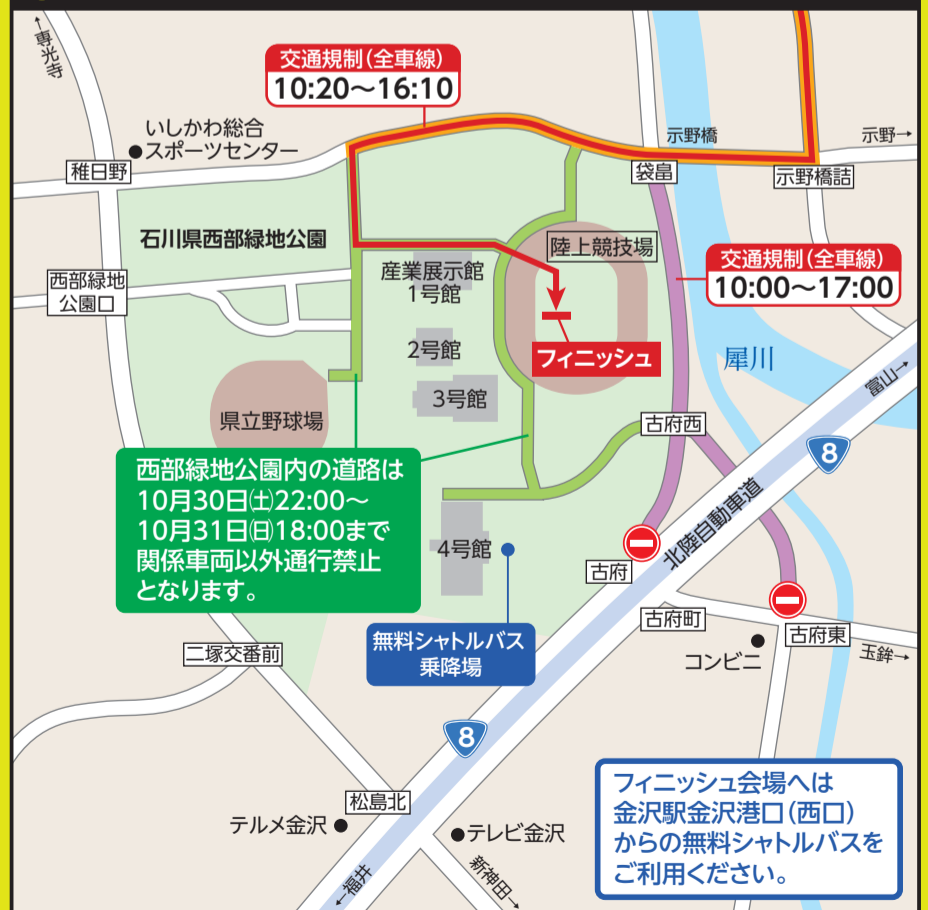 ←専光寺
交通規制（全車線）
10:20～16:10
いしかわ総合
スポーツセンター
稚日野
示野橋
示野→
袋畠
示野橋詰
石川県西部緑地公園
陸上競技場
西部緑地
公園口
産業展示館
1号館
交通規制（全車線）
10:00～17:00
2号館
フィニッシュ
犀川
富山→
3号館
県立野球場
古府西
8
西部緑地公園内の道路は
10月30日㈯22:00～
10月31日㈰18:00まで
関係車両以外通行禁止
となります。
北陸自動車道
4号館
古府
古府町
古府東
コンビニ
玉鉾→
無料シャトルバス
乗降場
二塚交番前
8
フィニッシュ会場へは
金沢駅金沢港口（西口）
からの無料シャトルバスを
ご利用ください。
松島北
テルメ金沢
テレビ金沢
←福井
新神田→